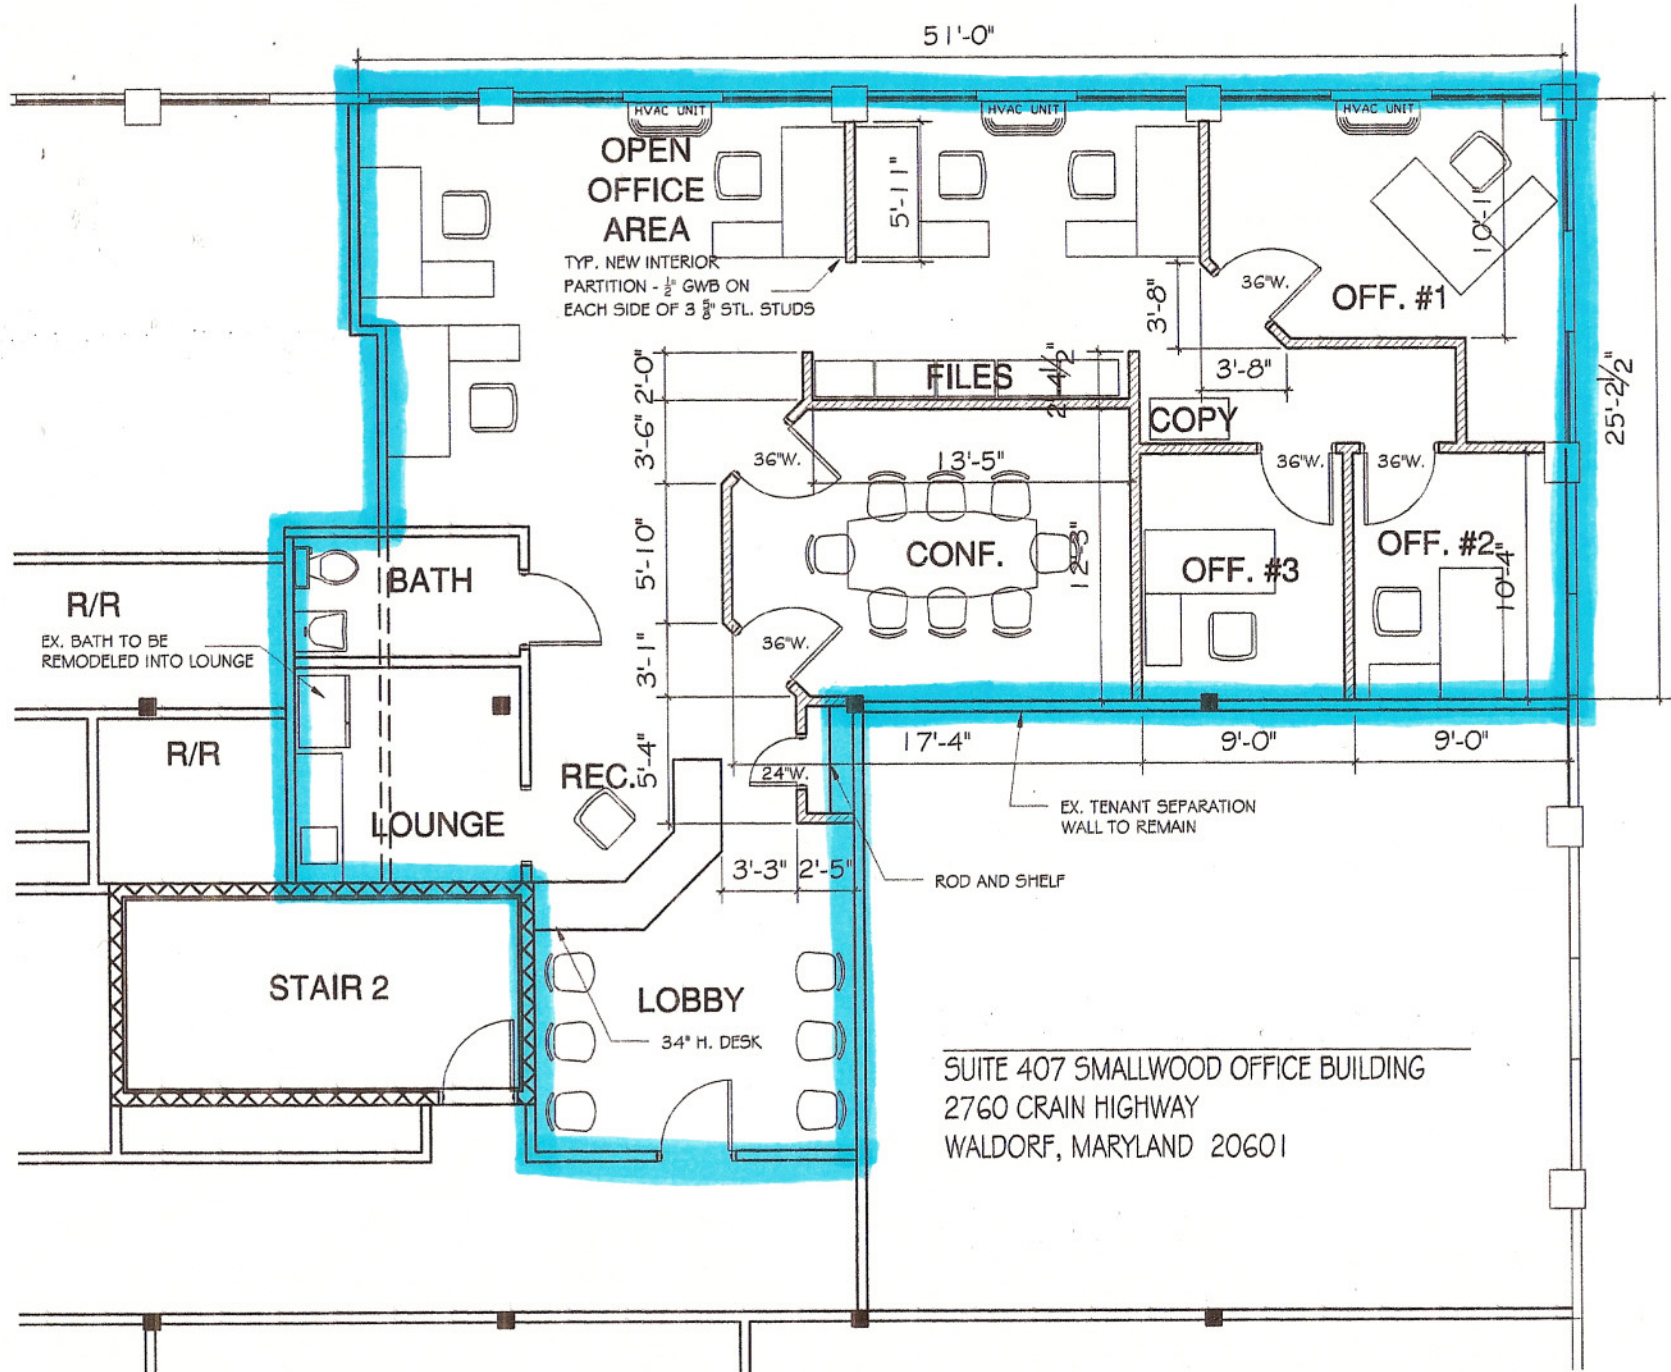 51'-0"
HVAC UNIT
HVAC UNIT
HVAC UNIT
OPEN
OFFICE
AREA
5'-11"
10'-1"
TYP. NEW INTERIOR
PARTITION - ½" GWB ON
EACH SIDE OF 3 ⅝" STL. STUDS
36"W.
OFF. #1
3'-8"
3'-8"
25'-2½"
2'-0"
FILES
2'-4½"
COPY
3'-6"
36"W.
13'-5"
36"W.
36"W.
5'-10"
CONF.
12'-3"
OFF. #3
OFF. #2
10'-4"
BATH
R/R
EX. BATH TO BE
REMODELED INTO LOUNGE
36"W.
3'-1"
R/R
5'-4"
17'-4"
9'-0"
9'-0"
REC.
24"W.
LOUNGE
EX. TENANT SEPARATION
WALL TO REMAIN
3'-3"
2'-5"
ROD AND SHELF
STAIR 2
LOBBY
34" H. DESK
SUITE 407 SMALLWOOD OFFICE BUILDING
2760 CRAIN HIGHWAY
WALDORF, MARYLAND 20601